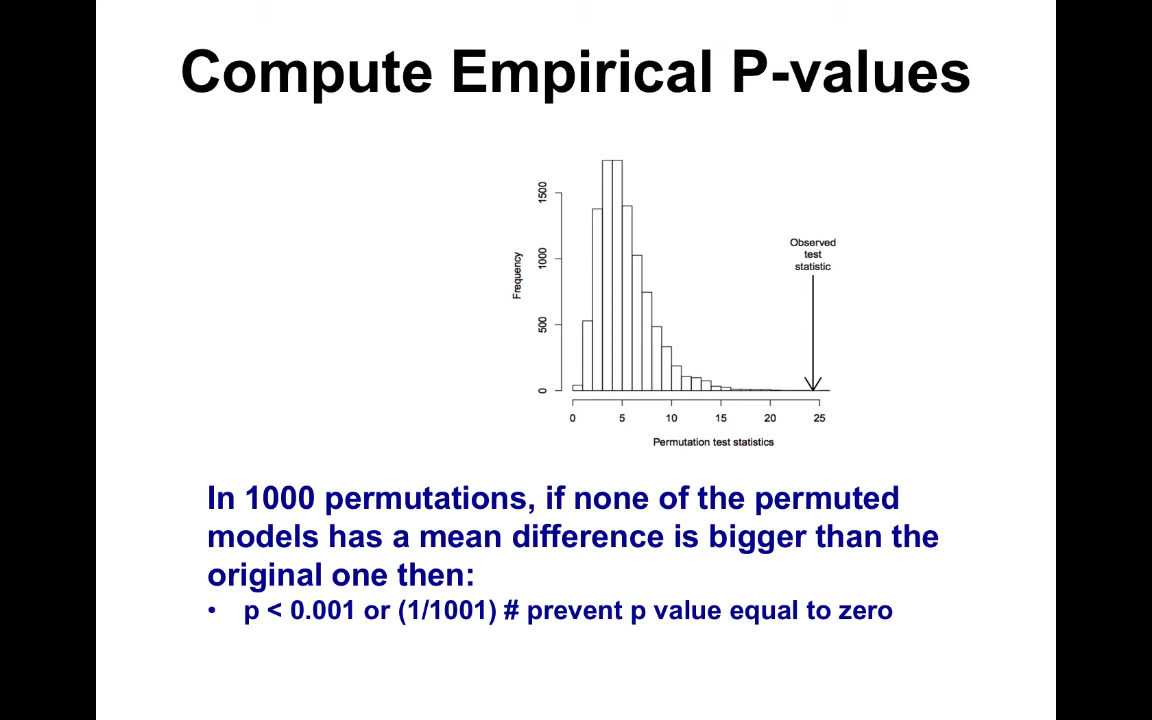 Compute Empirical P-values
1500
1000
500
0
Frequency
Observed
test
statistic
0 5 10 15 20 25
Permutation test statistics
In 1000 permutations, if none of the permuted
models has a mean difference is bigger than the
original one then:
• p < 0.001 or (1/1001) # prevent p value equal to zero